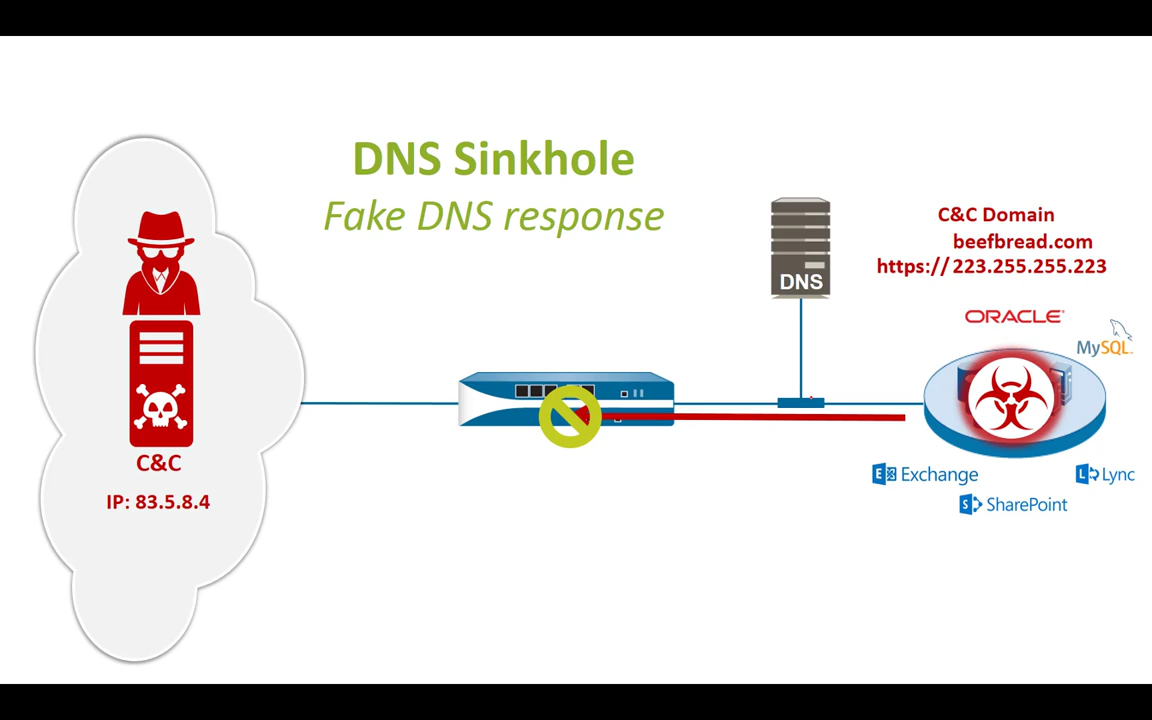 DNS Sinkhole
Fake DNS response
DNS
C&C Domain
beefbread.com
https://223.255.255.223
ORACLE
MySQL
C&C
IP: 83.5.8.4
Exchange
Lync
SharePoint